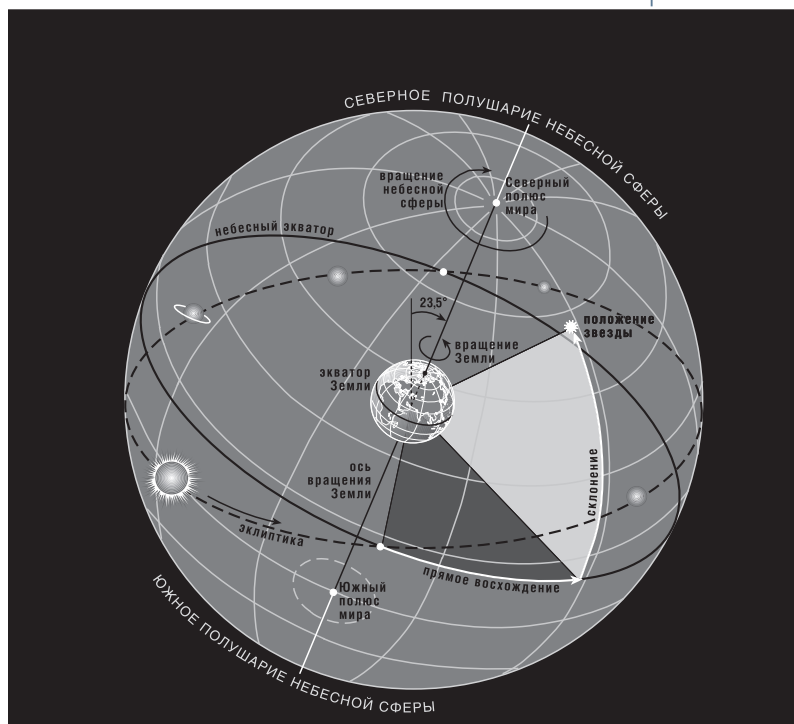 СЕВЕРНОЕ ПОЛУШАРИЕ НЕБЕСНОЙ СФЕРЫ
вращение
небесной
сферы
Северный
полюс
мира
небесный экватор
23,5°
положение
звезды
вращение
Земли
экватор
Земли
ось
вращения
Земли
склонение
эклиптика
прямое восхождение
Южный
полюс
мира
ЮЖНОЕ ПОЛУШАРИЕ НЕБЕСНОЙ СФЕРЫ